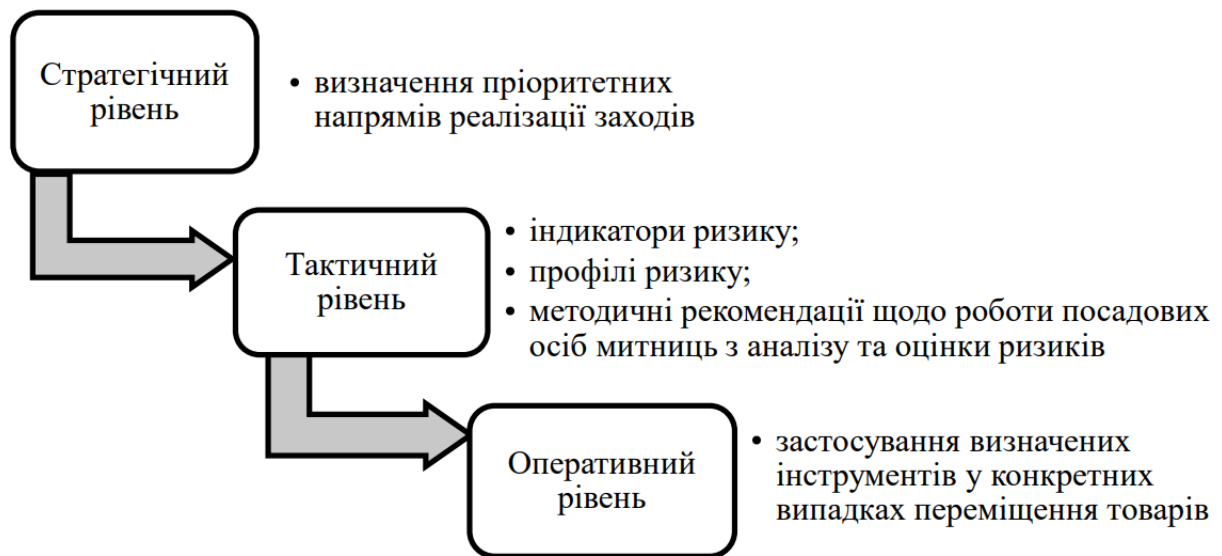 Стратегічний
рівень
• визначення пріоритетних
напрямів реалізації заходів
Тактичний
рівень
• індикатори ризику;
• профілі ризику;
• методичні рекомендації щодо роботи посадових
осіб митниць з аналізу та оцінки ризиків
Оперативний
рівень
• застосування визначених
інструментів у конкретних
випадках переміщення товарів